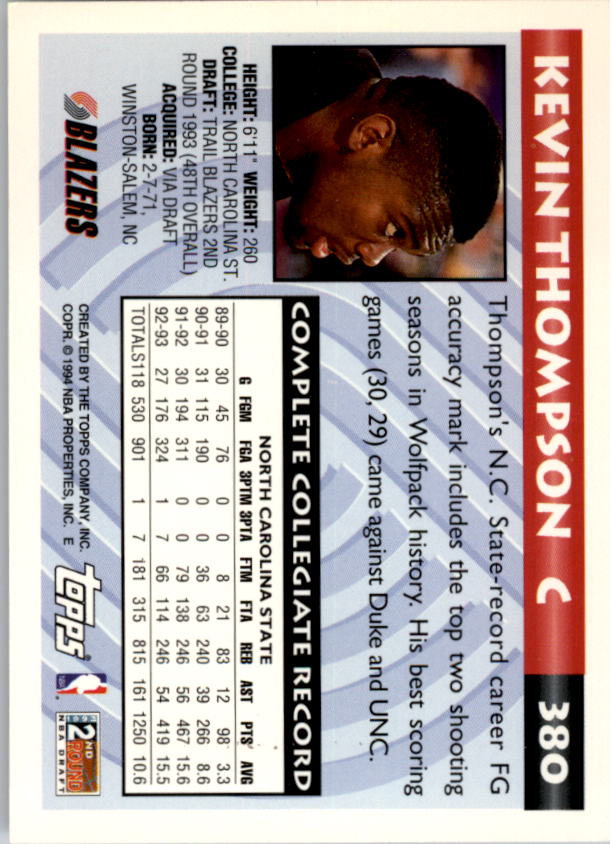 KEVIN THOMPSON C 380
Thompson's N.C. State-record career FG
accuracy mark includes the top two shooting
seasons in Wolfpack history. His best scoring
games (30, 29) came against Duke and UNC.
HEIGHT: 6'11" WEIGHT: 260
COLLEGE: NORTH CAROLINA ST.
DRAFT: TRAIL BLAZERS 2ND
ROUND 1993 (48TH OVERALL)
ACQUIRED: VIA DRAFT
BORN: 2-7-71,
WINSTON-SALEM, NC
BLAZERS
COMPLETE COLLEGIATE RECORD
NORTH CAROLINA STATE
G FGM FGA 3PTM 3PTA FTM FTA REB AST PTS AVG
89-90 30 45 76 0 0 8 21 83 12 98 3.3
90-91 31 115 190 0 0 36 63 240 39 266 8.6
91-92 30 194 311 0 0 79 138 246 56 467 15.6
92-93 27 176 324 1 7 66 114 246 54 419 15.5
TOTALS 118 530 901 1 7 181 315 815 161 1250 10.6
CREATED BY THE TOPPS COMPANY, INC.
COPR. © 1994 NBA PROPERTIES, INC. E
TOPPS
NBA
2ND
ROUND
NBA DRAFT